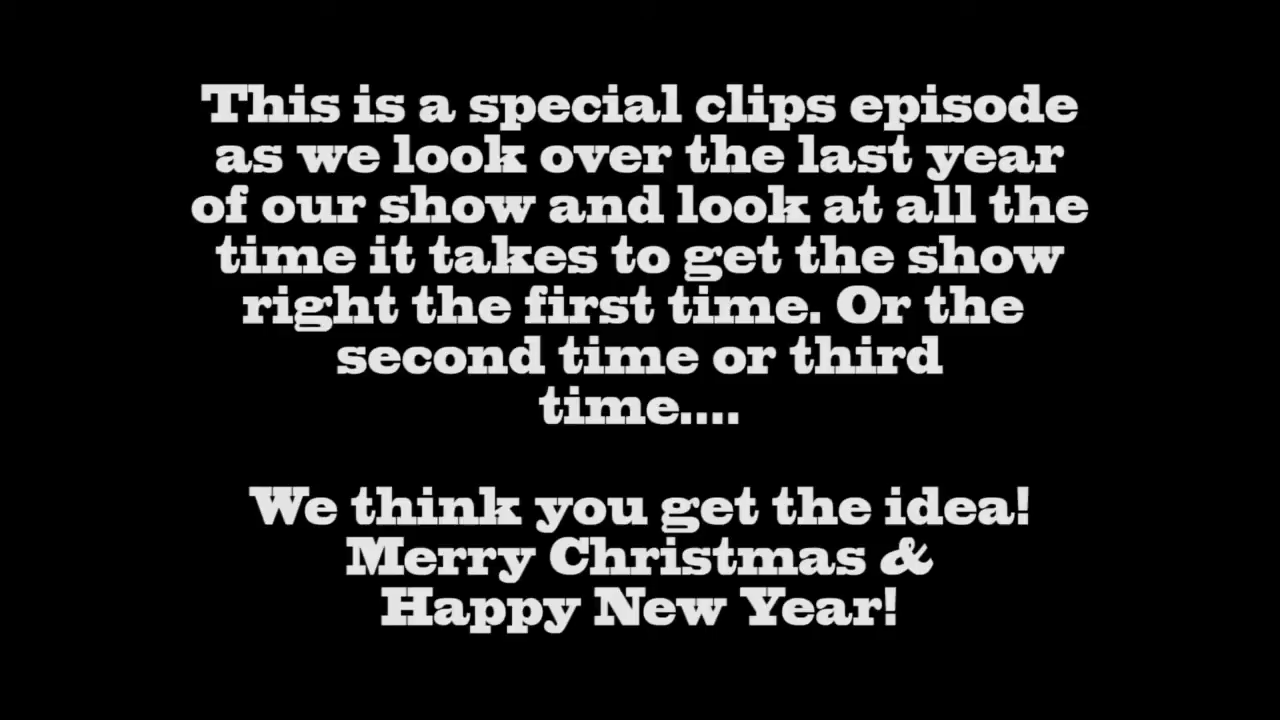 This is a special clips episode
as we look over the last year
of our show and look at all the
time it takes to get the show
right the first time. Or the
second time or third
time....
We think you get the idea!
Merry Christmas &
Happy New Year!